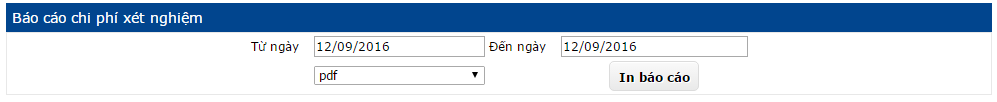 Báo cáo chi phí xét nghiệm
Từ ngày 12/09/2016 Đến ngày 12/09/2016
pdf In báo cáo